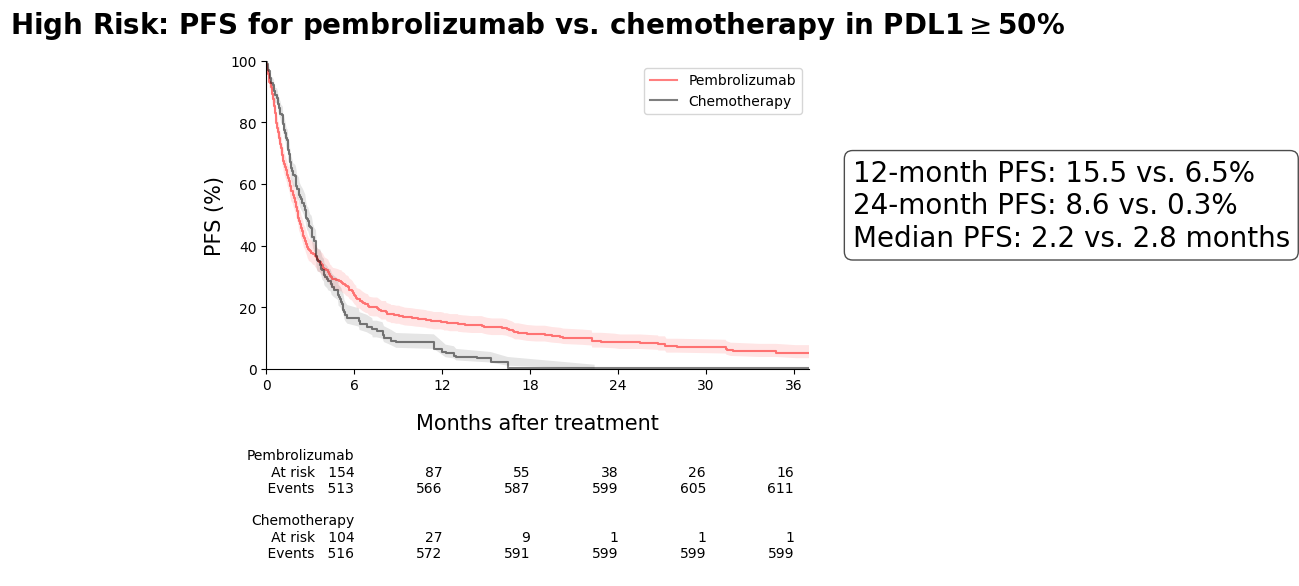 High Risk: PFS for pembrolizumab vs. chemotherapy in PDL1 ≥ 50%
100
80
60
40
20
0
PFS (%)
Pembrolizumab
Chemotherapy
12-month PFS: 15.5 vs. 6.5%
24-month PFS: 8.6 vs. 0.3%
Median PFS: 2.2 vs. 2.8 months
0 6 12 18 24 30 36
Months after treatment
Pembrolizumab
At risk 154 87 55 38 26 16
Events 513 566 587 599 605 611
Chemotherapy
At risk 104 27 9 1 1 1
Events 516 572 591 599 599 599